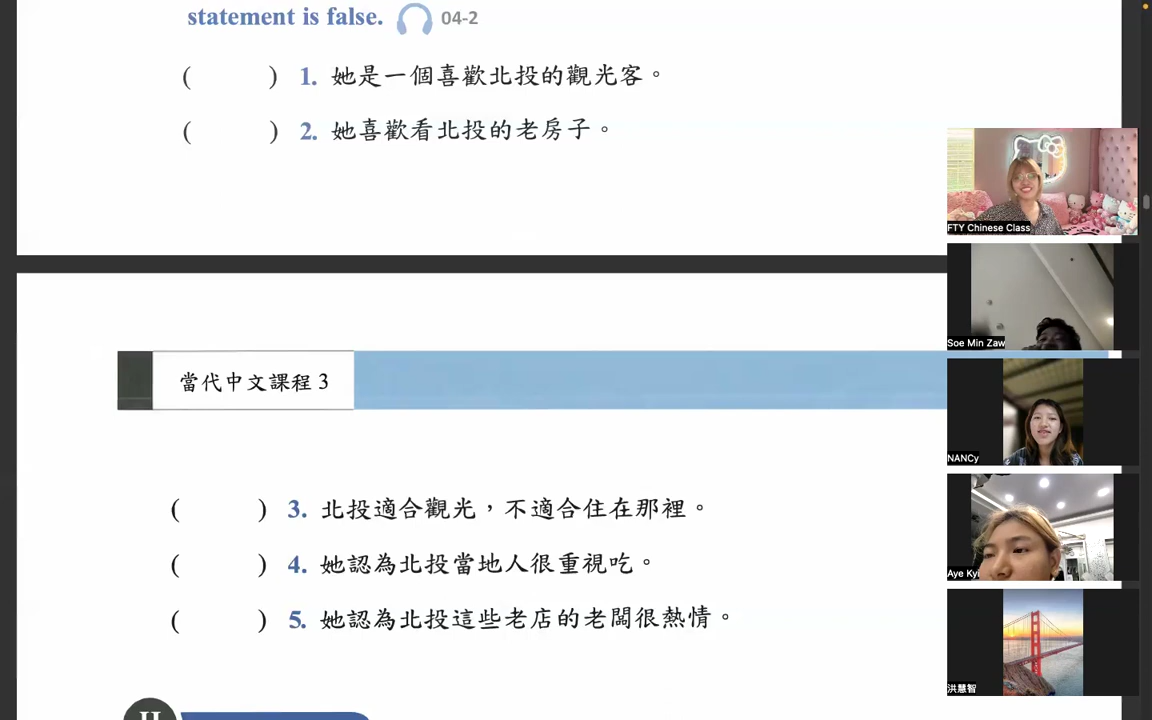 statement is false. 04-2
( ) 1. 她是一個喜歡北投的觀光客。
( ) 2. 她喜歡看北投的老房子。
當代中文課程 3
( ) 3. 北投適合觀光，不適合住在那裡。
( ) 4. 她認為北投當地人很重視吃。
( ) 5. 她認為北投這些老店的老闆很熱情。
II
FTY Chinese Class
Soe Min Zaw
NANCy
Aye Kyi
洪慧智